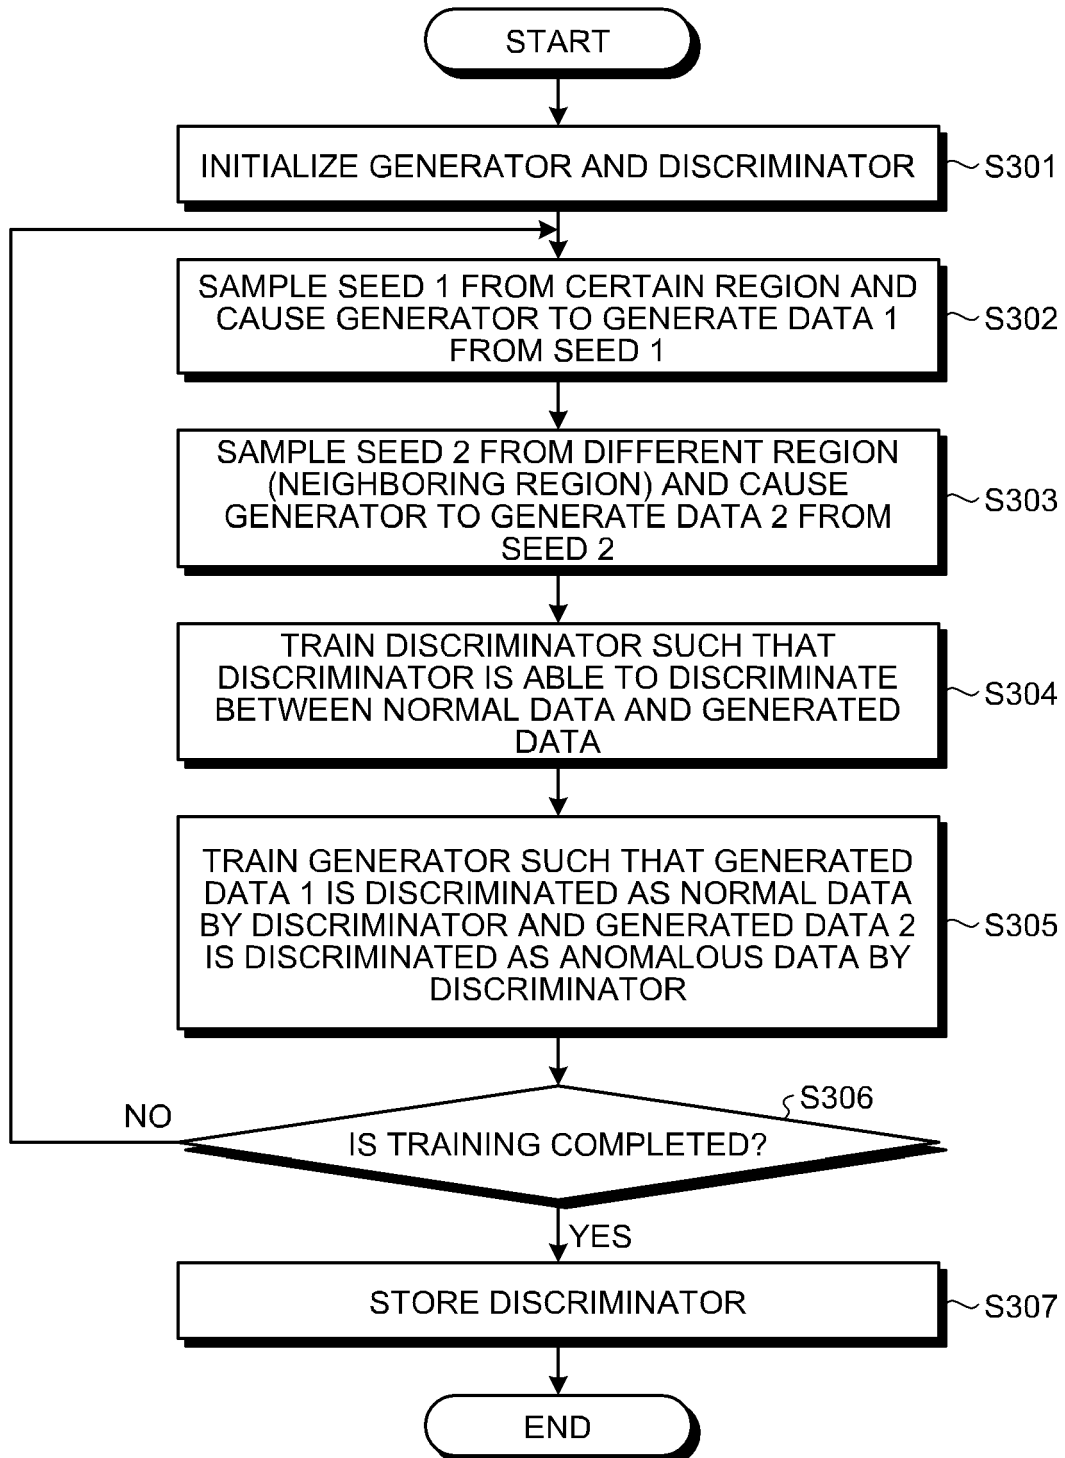 START
INITIALIZE GENERATOR AND DISCRIMINATOR
S301
SAMPLE SEED 1 FROM CERTAIN REGION AND
CAUSE GENERATOR TO GENERATE DATA 1
FROM SEED 1
S302
SAMPLE SEED 2 FROM DIFFERENT REGION
(NEIGHBORING REGION) AND CAUSE
GENERATOR TO GENERATE DATA 2 FROM
SEED 2
S303
TRAIN DISCRIMINATOR SUCH THAT
DISCRIMINATOR IS ABLE TO DISCRIMINATE
BETWEEN NORMAL DATA AND GENERATED
DATA
S304
TRAIN GENERATOR SUCH THAT GENERATED
DATA 1 IS DISCRIMINATED AS NORMAL DATA
BY DISCRIMINATOR AND GENERATED DATA 2
IS DISCRIMINATED AS ANOMALOUS DATA BY
DISCRIMINATOR
S305
S306
NO
IS TRAINING COMPLETED?
YES
STORE DISCRIMINATOR
S307
END